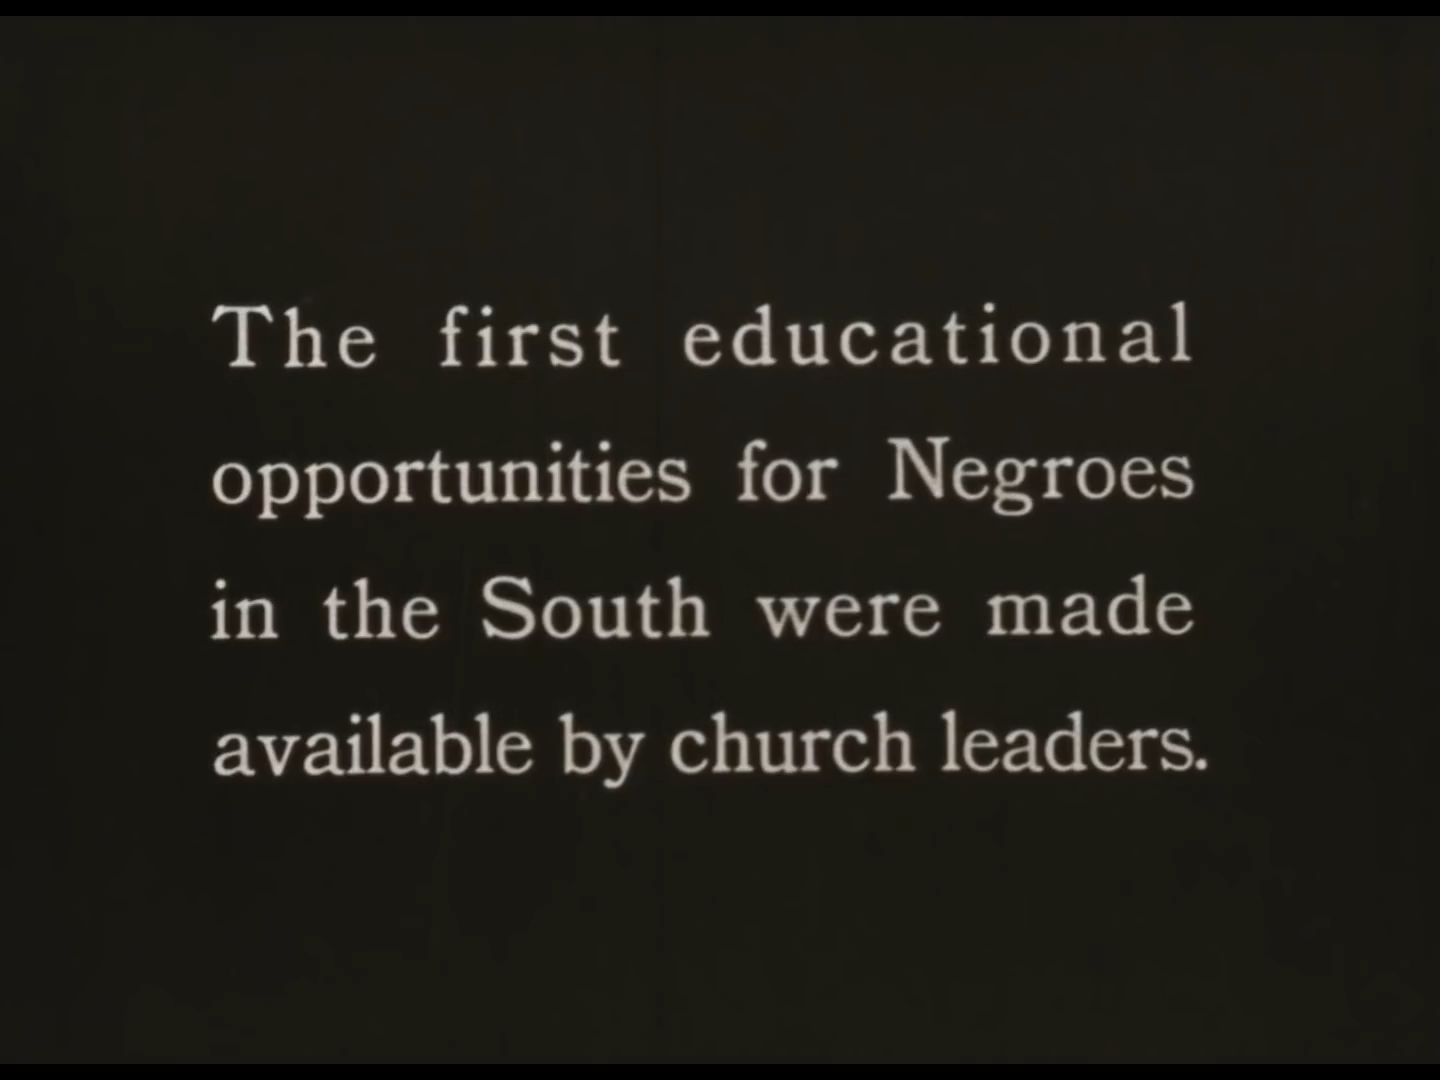 The first educational
opportunities for Negroes
in the South were made
available by church leaders.